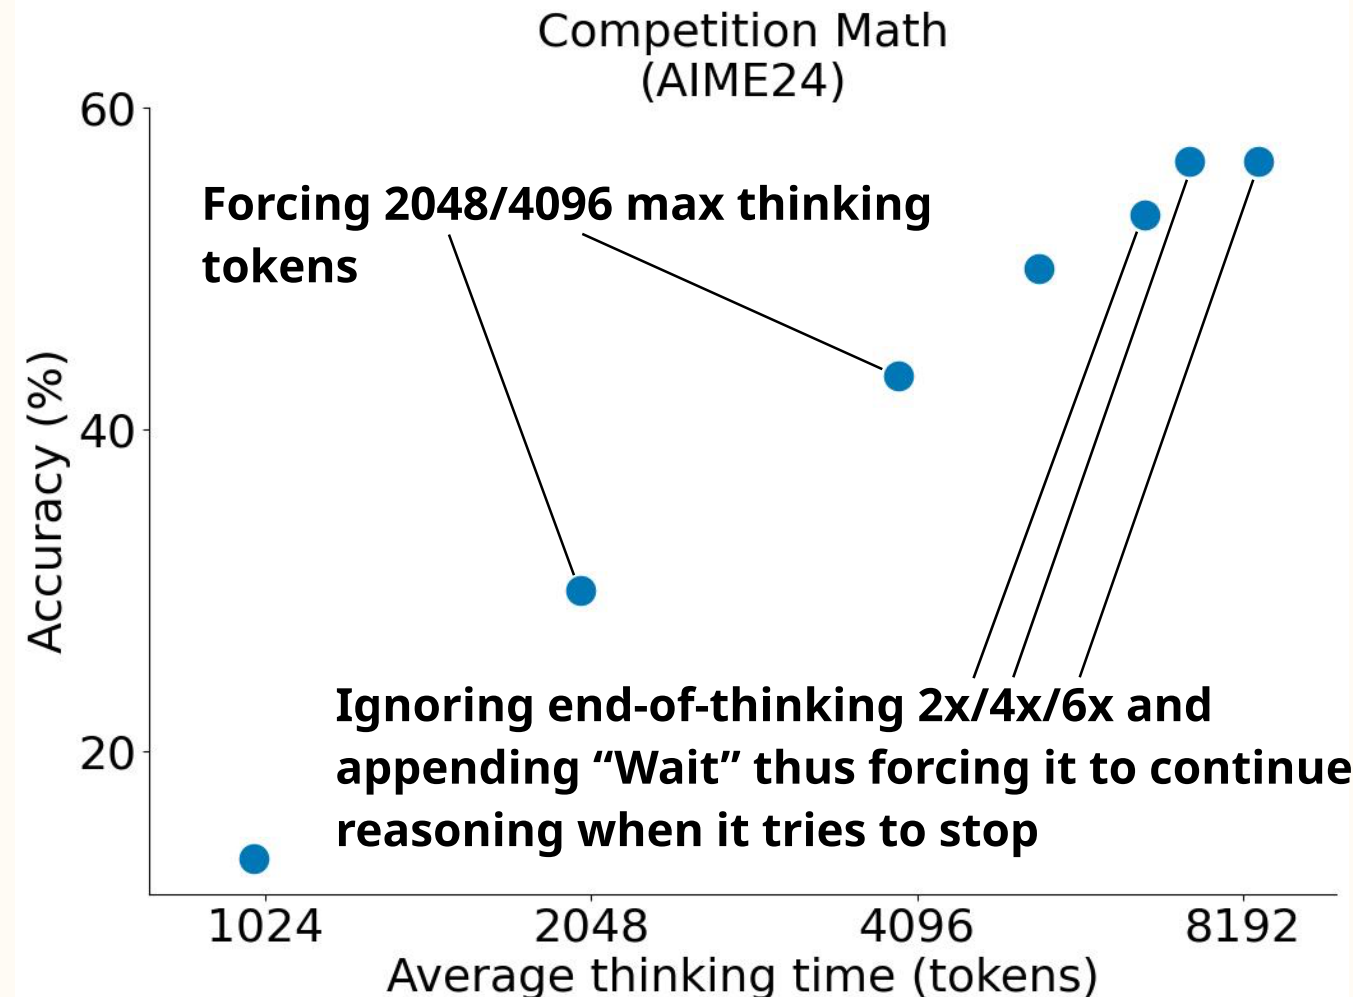 Competition Math
(AIME24)
60
Forcing 2048/4096 max thinking
tokens
Accuracy (%)
40
Ignoring end-of-thinking 2x/4x/6x and
appending “Wait” thus forcing it to continue
reasoning when it tries to stop
20
1024 2048 4096 8192
Average thinking time (tokens)